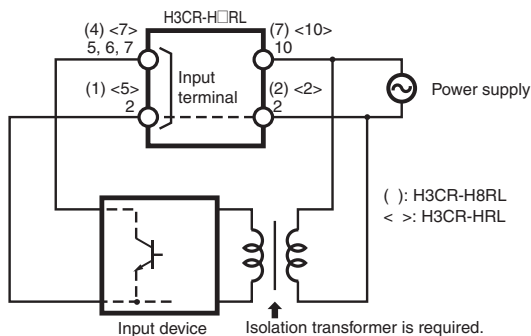 H3CR-H□RL
(4) <7>
5, 6, 7
(7) <10>
10
Input
terminal
(1) <5>
2
(2) <2>
2
Power supply
( ): H3CR-H8RL
< >: H3CR-HRL
Input device
Isolation transformer is required.